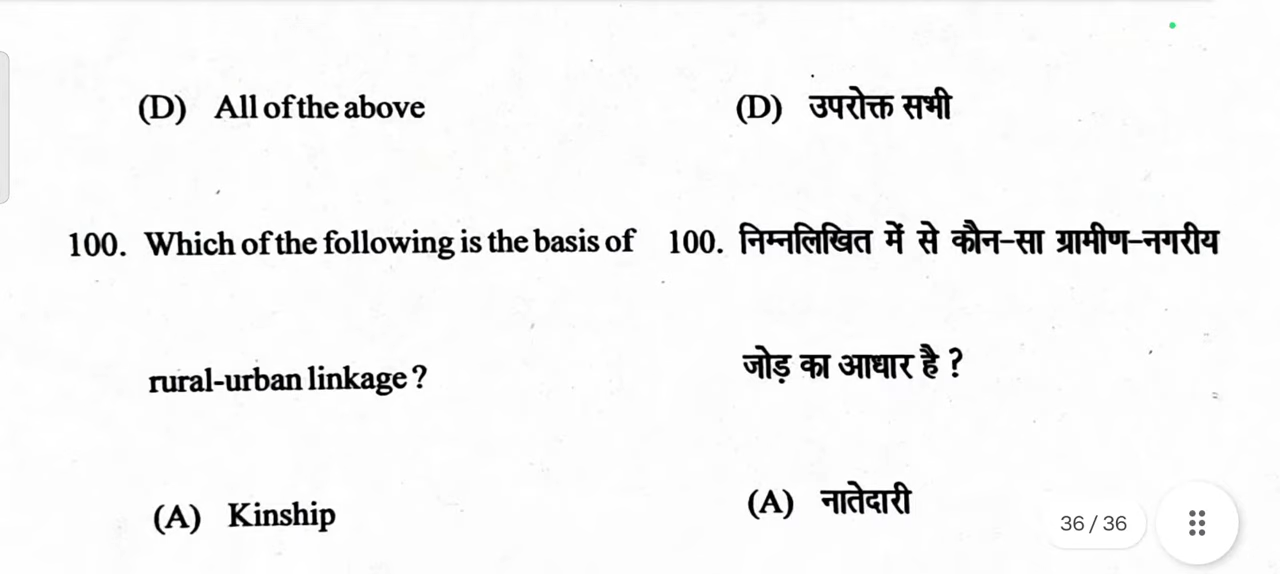 (D) All of the above
(D) उपरोक्त सभी
100. Which of the following is the basis of
rural-urban linkage ?
(A) Kinship
100. निम्नलिखित में से कौन-सा ग्रामीण-नगरीय
जोड़ का आधार है ?
(A) नातेदारी
36 / 36